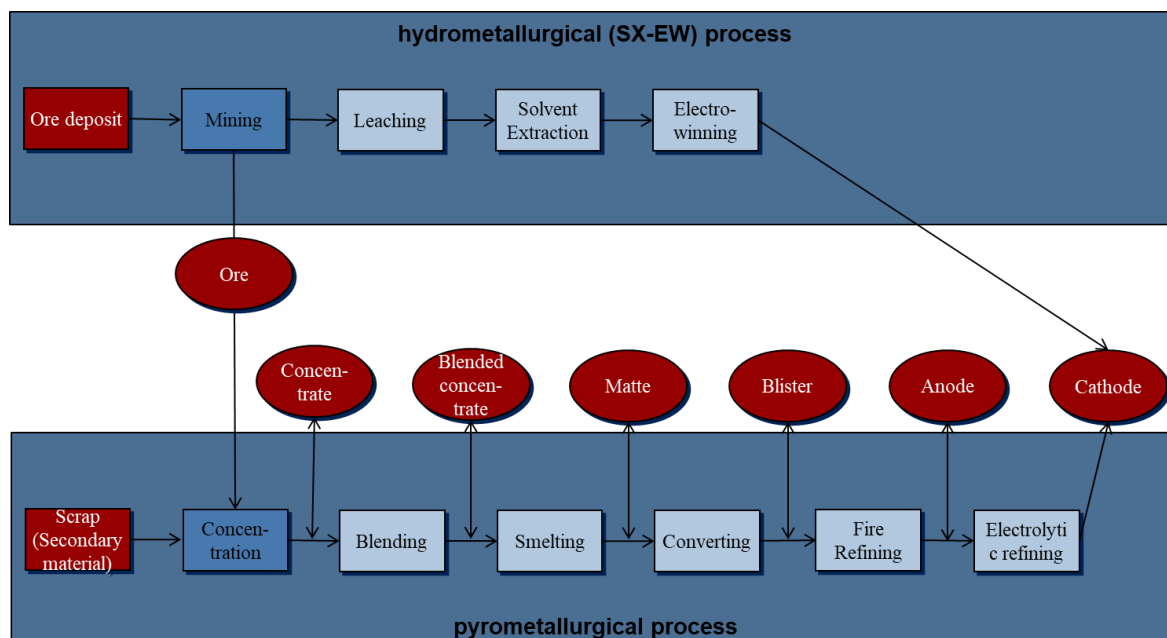 hydrometallurgical (SX-EW) process
Ore deposit
Mining
Leaching
Solvent
Extraction
Electro-
winning
Ore
Concen-
trate
Blended
concen-
trate
Matte
Blister
Anode
Cathode
Scrap
(Secondary
material)
Concen-
tration
Blending
Smelting
Converting
Fire
Refining
Electrolyti
c refining
pyrometallurgical process